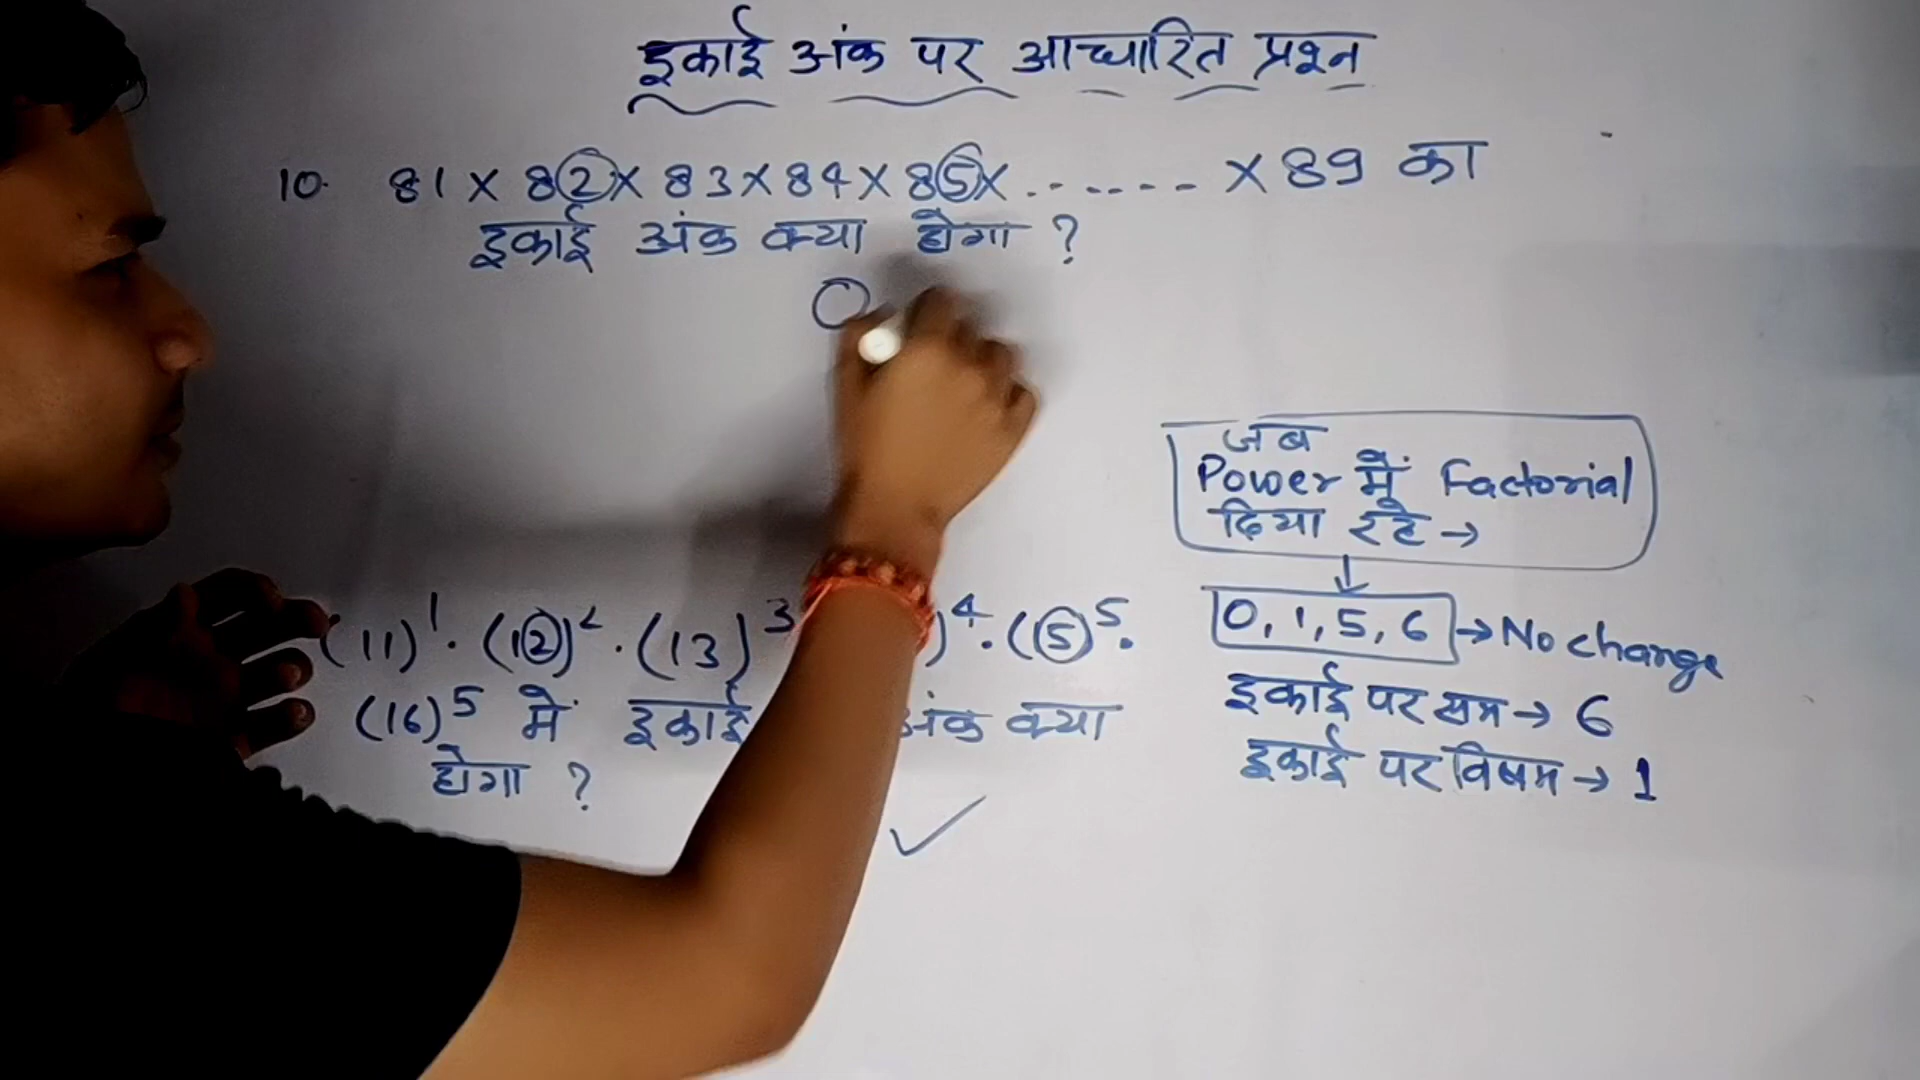 इकाई अंक पर आधारित प्रश्न
10. 81 × 82 × 83 × 84 × 85 × ....... × 89 का
इकाई अंक क्या होगा ?
0
(11)¹ . (12)² . (13)³ )⁴ . (15)⁵ .
(16)⁵ में इकाई अंक क्या
होगा ?
जब
Power में Factorial
दिया रहे →
↓
0, 1, 5, 6 → No change
इकाई पर सम → 6
इकाई पर विषम → 1